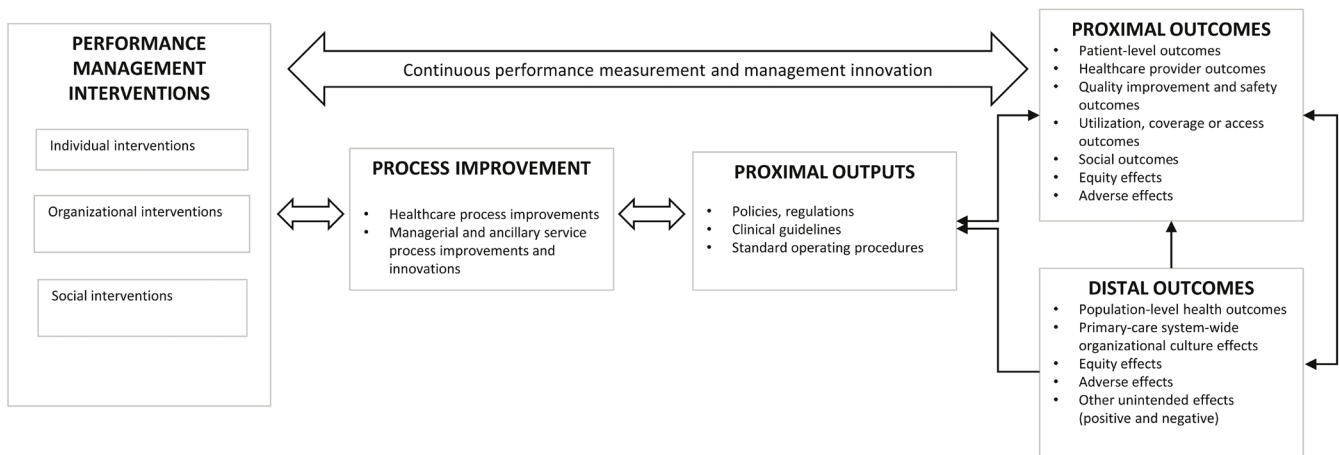 PERFORMANCE
MANAGEMENT
INTERVENTIONS
Individual interventions
Organizational interventions
Social interventions
Continuous performance measurement and management innovation
PROCESS IMPROVEMENT
• Healthcare process improvements
• Managerial and ancillary service
process improvements and
innovations
PROXIMAL OUTPUTS
• Policies, regulations
• Clinical guidelines
• Standard operating procedures
PROXIMAL OUTCOMES
• Patient-level outcomes
• Healthcare provider outcomes
• Quality improvement and safety
outcomes
• Utilization, coverage or access
outcomes
• Social outcomes
• Equity effects
• Adverse effects
DISTAL OUTCOMES
• Population-level health outcomes
• Primary-care system-wide
organizational culture effects
• Equity effects
• Adverse effects
• Other unintended effects
(positive and negative)